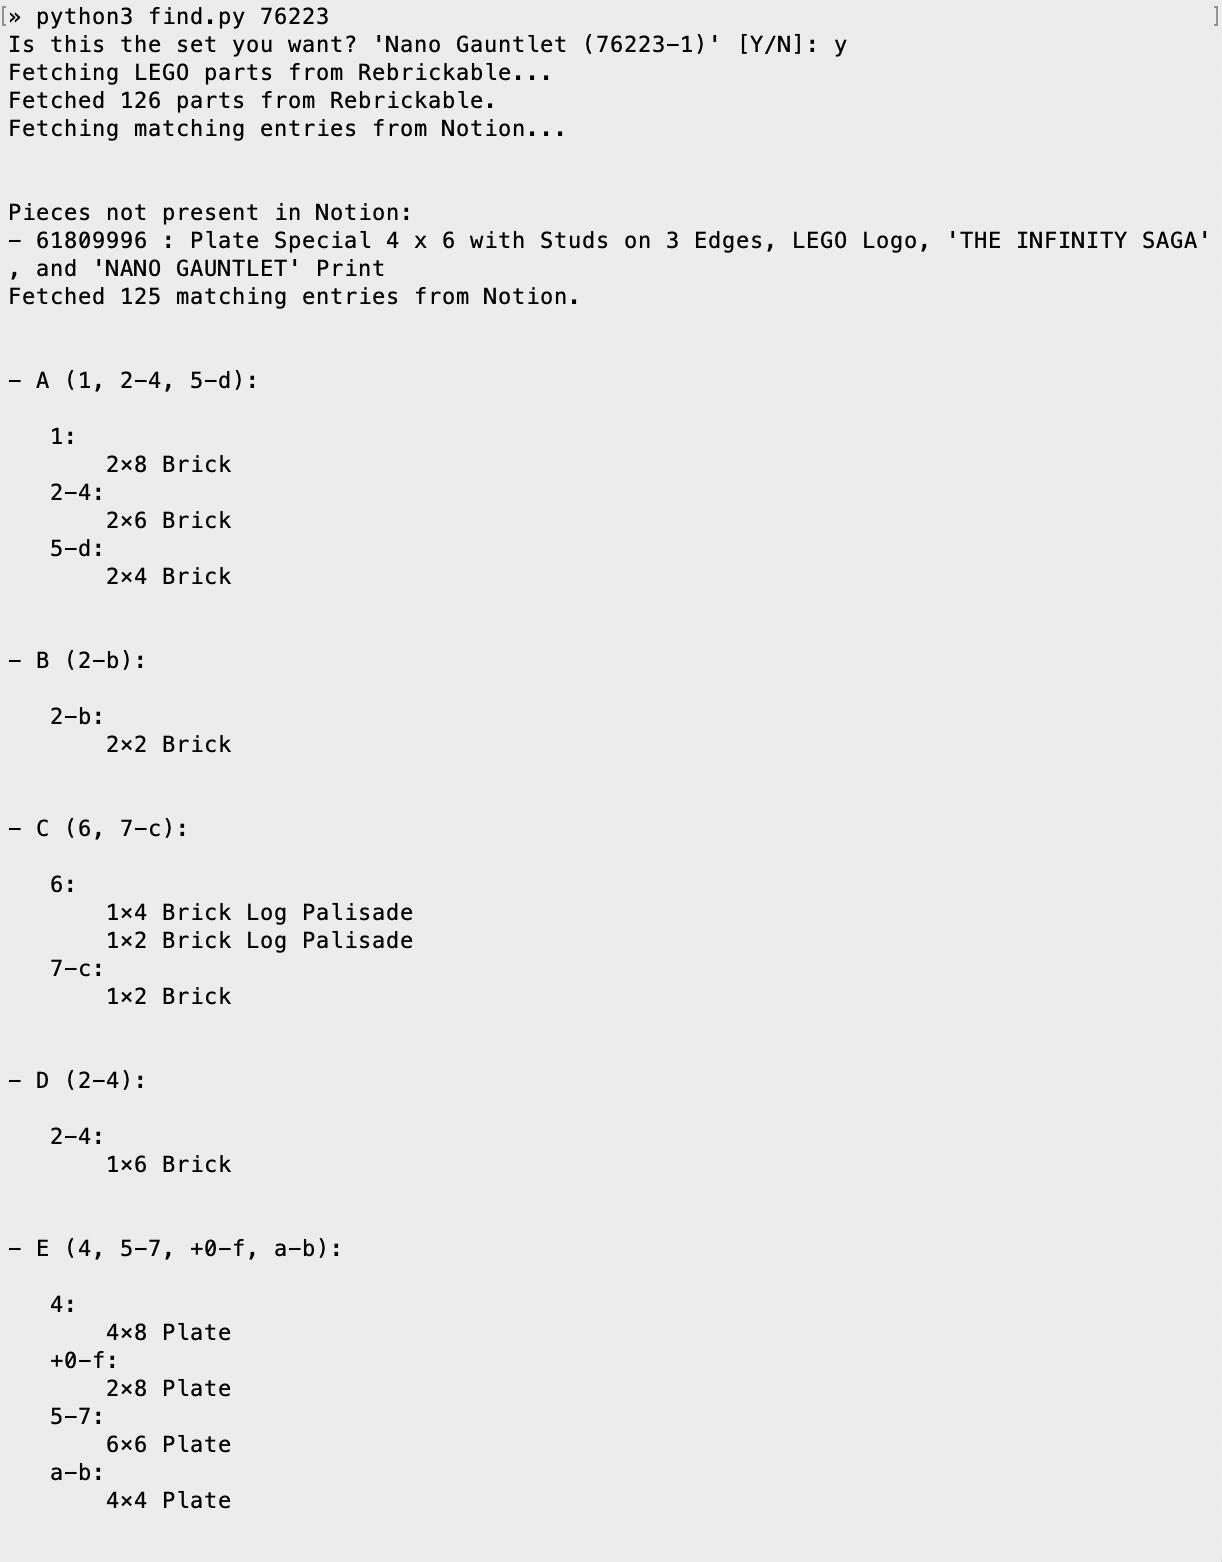 [» python3 find.py 76223 ]
Is this the set you want? 'Nano Gauntlet (76223-1)' [Y/N]: y
Fetching LEGO parts from Rebrickable...
Fetched 126 parts from Rebrickable.
Fetching matching entries from Notion...
Pieces not present in Notion:
- 61809996 : Plate Special 4 x 6 with Studs on 3 Edges, LEGO Logo, 'THE INFINITY SAGA'
, and 'NANO GAUNTLET' Print
Fetched 125 matching entries from Notion.
- A (1, 2-4, 5-d):
1:
2×8 Brick
2-4:
2×6 Brick
5-d:
2×4 Brick
- B (2-b):
2-b:
2×2 Brick
- C (6, 7-c):
6:
1×4 Brick Log Palisade
1×2 Brick Log Palisade
7-c:
1×2 Brick
- D (2-4):
2-4:
1×6 Brick
- E (4, 5-7, +0-f, a-b):
4:
4×8 Plate
+0-f:
2×8 Plate
5-7:
6×6 Plate
a-b:
4×4 Plate